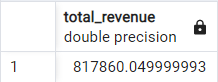 total_revenue
double precision
1 817860.049999993